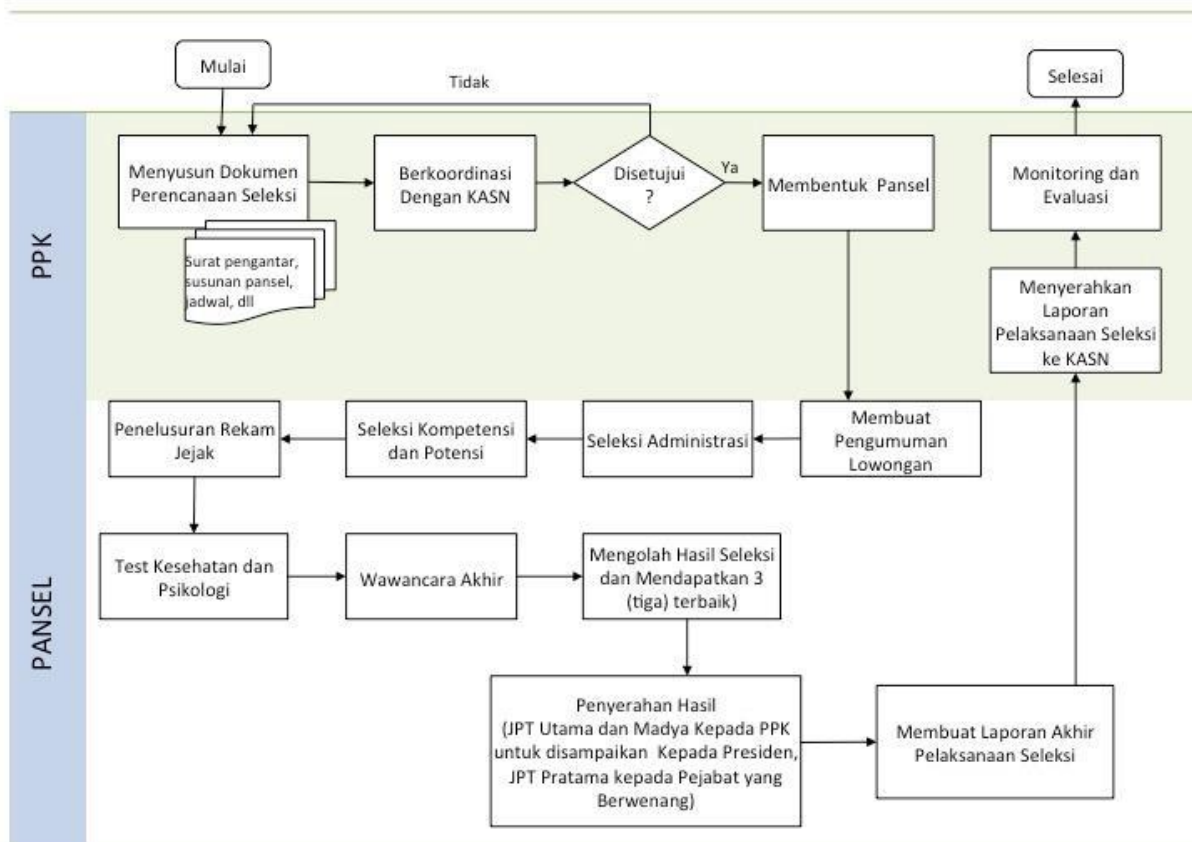 Mulai
Selesai
Tidak
PPK
Menyusun Dokumen
Perencanaan Seleksi
Surat pengantar,
susunan pansel,
jadwal, dll
Berkoordinasi
Dengan KASN
Disetujui
?
Ya
Membentuk Pansel
Monitoring dan
Evaluasi
Menyerahkan
Laporan
Pelaksanaan Seleksi
ke KASN
PANSEL
Membuat
Pengumuman
Lowongan
Seleksi Administrasi
Seleksi Kompetensi
dan Potensi
Penelusuran Rekam
Jejak
Test Kesehatan dan
Psikologi
Wawancara Akhir
Mengolah Hasil Seleksi
dan Mendapatkan 3
(tiga) terbaik)
Penyerahan Hasil
(JPT Utama dan Madya Kepada PPK
untuk disampaikan Kepada Presiden,
JPT Pratama kepada Pejabat yang
Berwenang)
Membuat Laporan Akhir
Pelaksanaan Seleksi